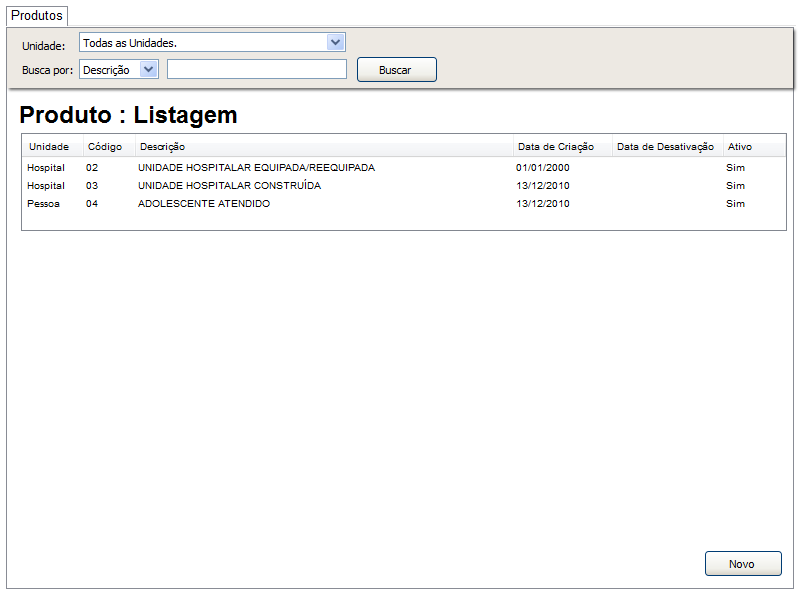 Produtos
Unidade: Todas as Unidades.
Busca por: Descrição Buscar
Produto : Listagem
Unidade Código Descrição Data de Criação Data de Desativação Ativo
Hospital 02 UNIDADE HOSPITALAR EQUIPADA/REEQUIPADA 01/01/2000 Sim
Hospital 03 UNIDADE HOSPITALAR CONSTRUÍDA 13/12/2010 Sim
Pessoa 04 ADOLESCENTE ATENDIDO 13/12/2010 Sim
Novo